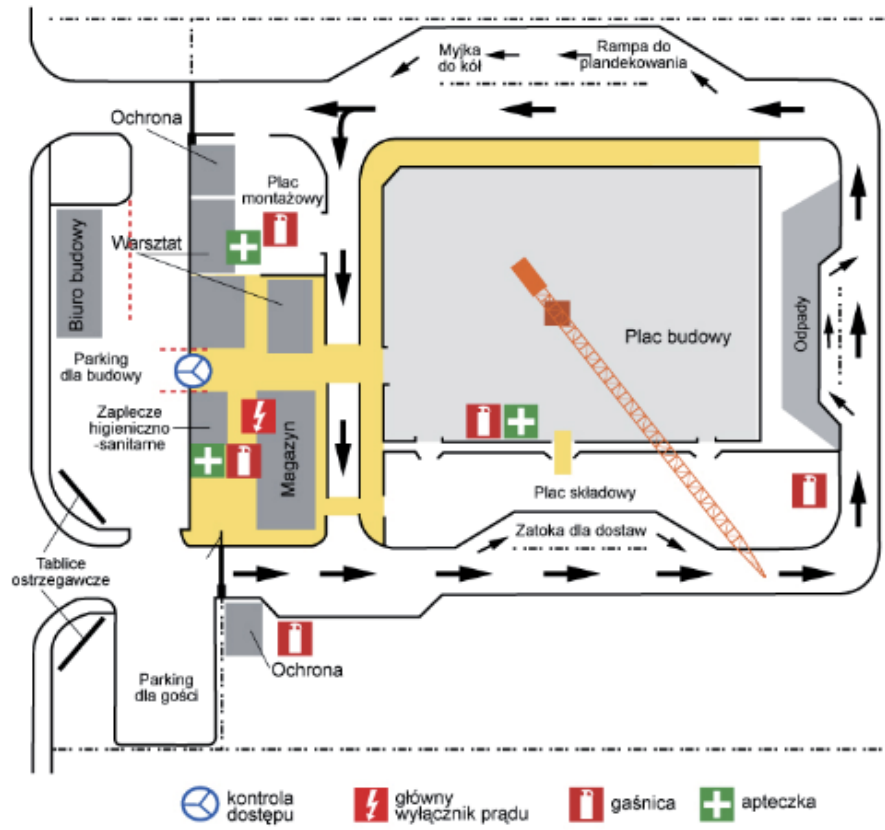 Myjka
do kół
Rampa do
plandekowania
Ochrona
Plac
montażowy
Warsztat
Biuro budowy
Plac budowy
Odpady
Parking
dla budowy
Zaplecze
higieniczno
-sanitarne
Magazyn
Plac składowy
Zatoka dla dostaw
Tablice
ostrzegawcze
Ochrona
Parking
dla gości
kontrola
dostępu
główny
wyłącznik prądu
gaśnica
apteczka